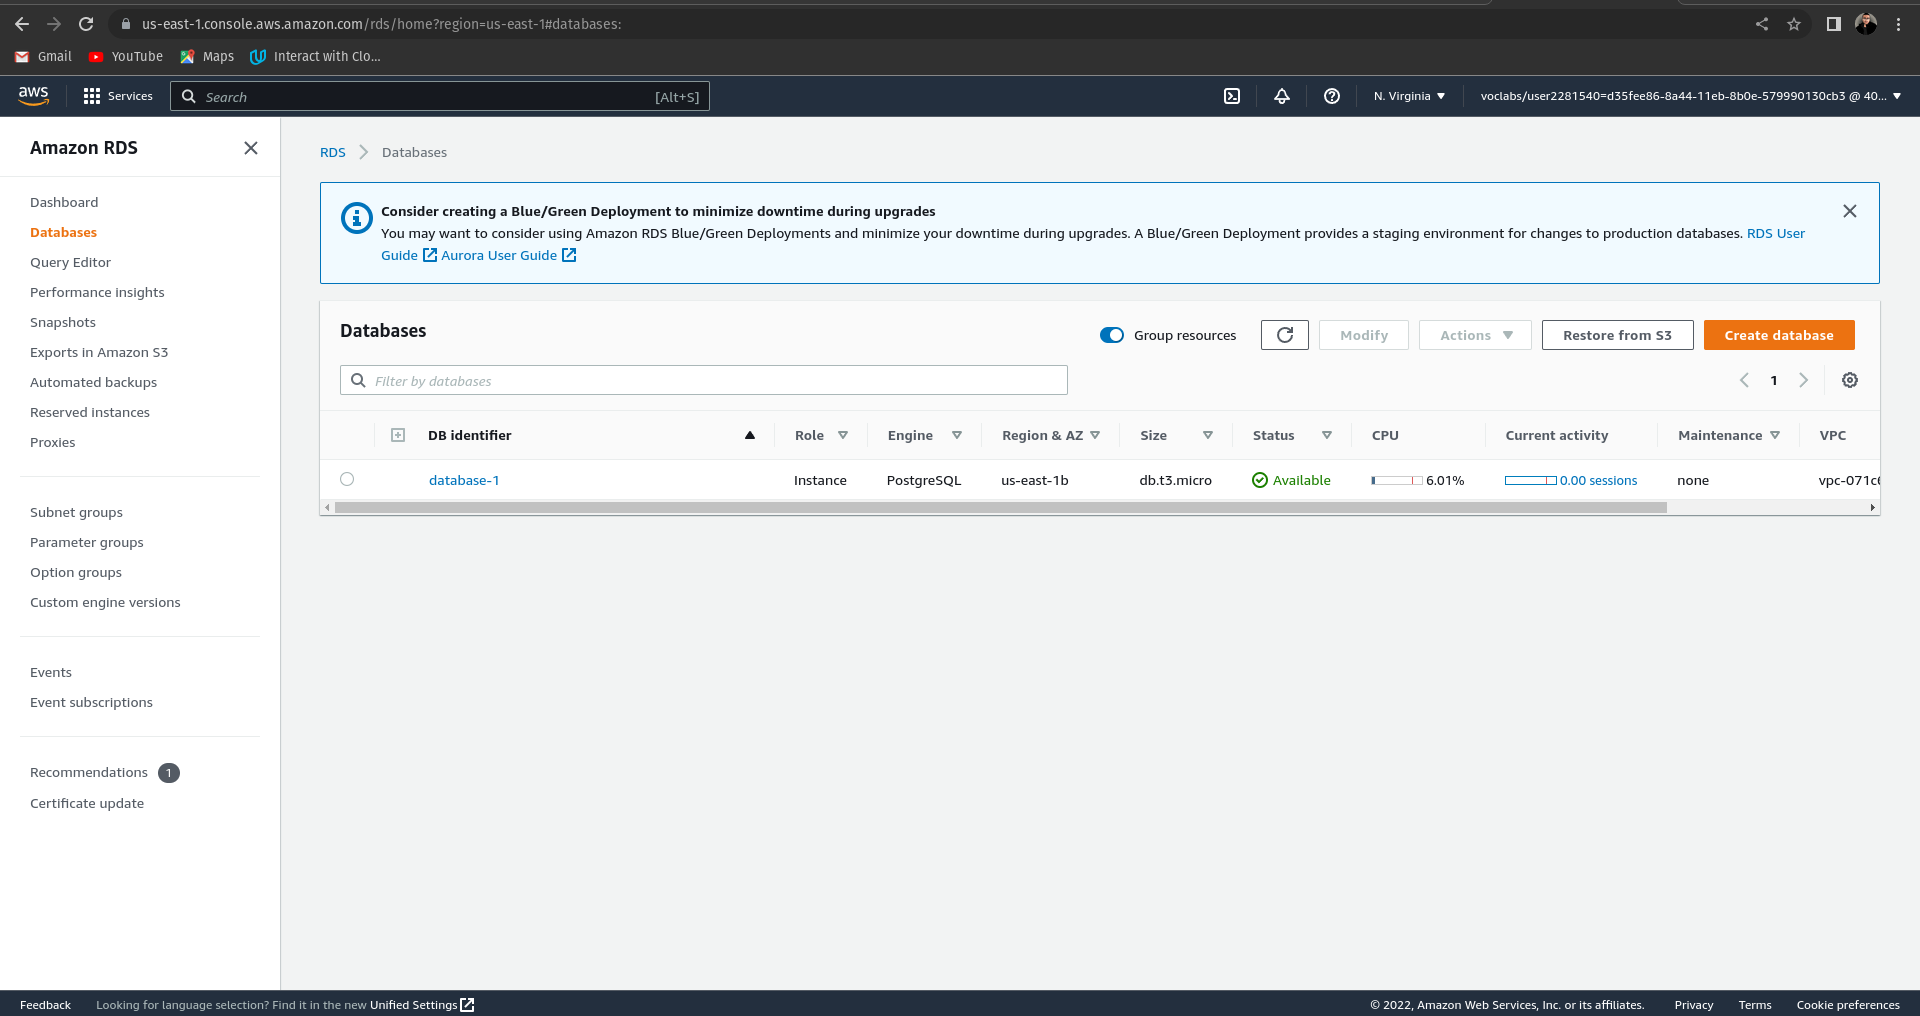 us-east-1.console.aws.amazon.com/rds/home?region=us-east-1#databases:
Gmail YouTube Maps Interact with Clo...
aws Services Search [Alt+S] N. Virginia voclabs/user2281540=d35fee86-8a44-11eb-8b0e-579990130cb3 @ 40...
Amazon RDS
Dashboard
Databases
Query Editor
Performance insights
Snapshots
Exports in Amazon S3
Automated backups
Reserved instances
Proxies
Subnet groups
Parameter groups
Option groups
Custom engine versions
Events
Event subscriptions
Recommendations 1
Certificate update
RDS Databases
Consider creating a Blue/Green Deployment to minimize downtime during upgrades
You may want to consider using Amazon RDS Blue/Green Deployments and minimize your downtime during upgrades. A Blue/Green Deployment provides a staging environment for changes to production databases. RDS User
Guide Aurora User Guide
Databases
Group resources Modify Actions Restore from S3 Create database
Filter by databases
1
DB identifier Role Engine Region & AZ Size Status CPU Current activity Maintenance VPC
database-1 Instance PostgreSQL us-east-1b db.t3.micro Available 6.01% 0.00 sessions none vpc-071c6
Feedback Looking for language selection? Find it in the new Unified Settings © 2022, Amazon Web Services, Inc. or its affiliates. Privacy Terms Cookie preferences